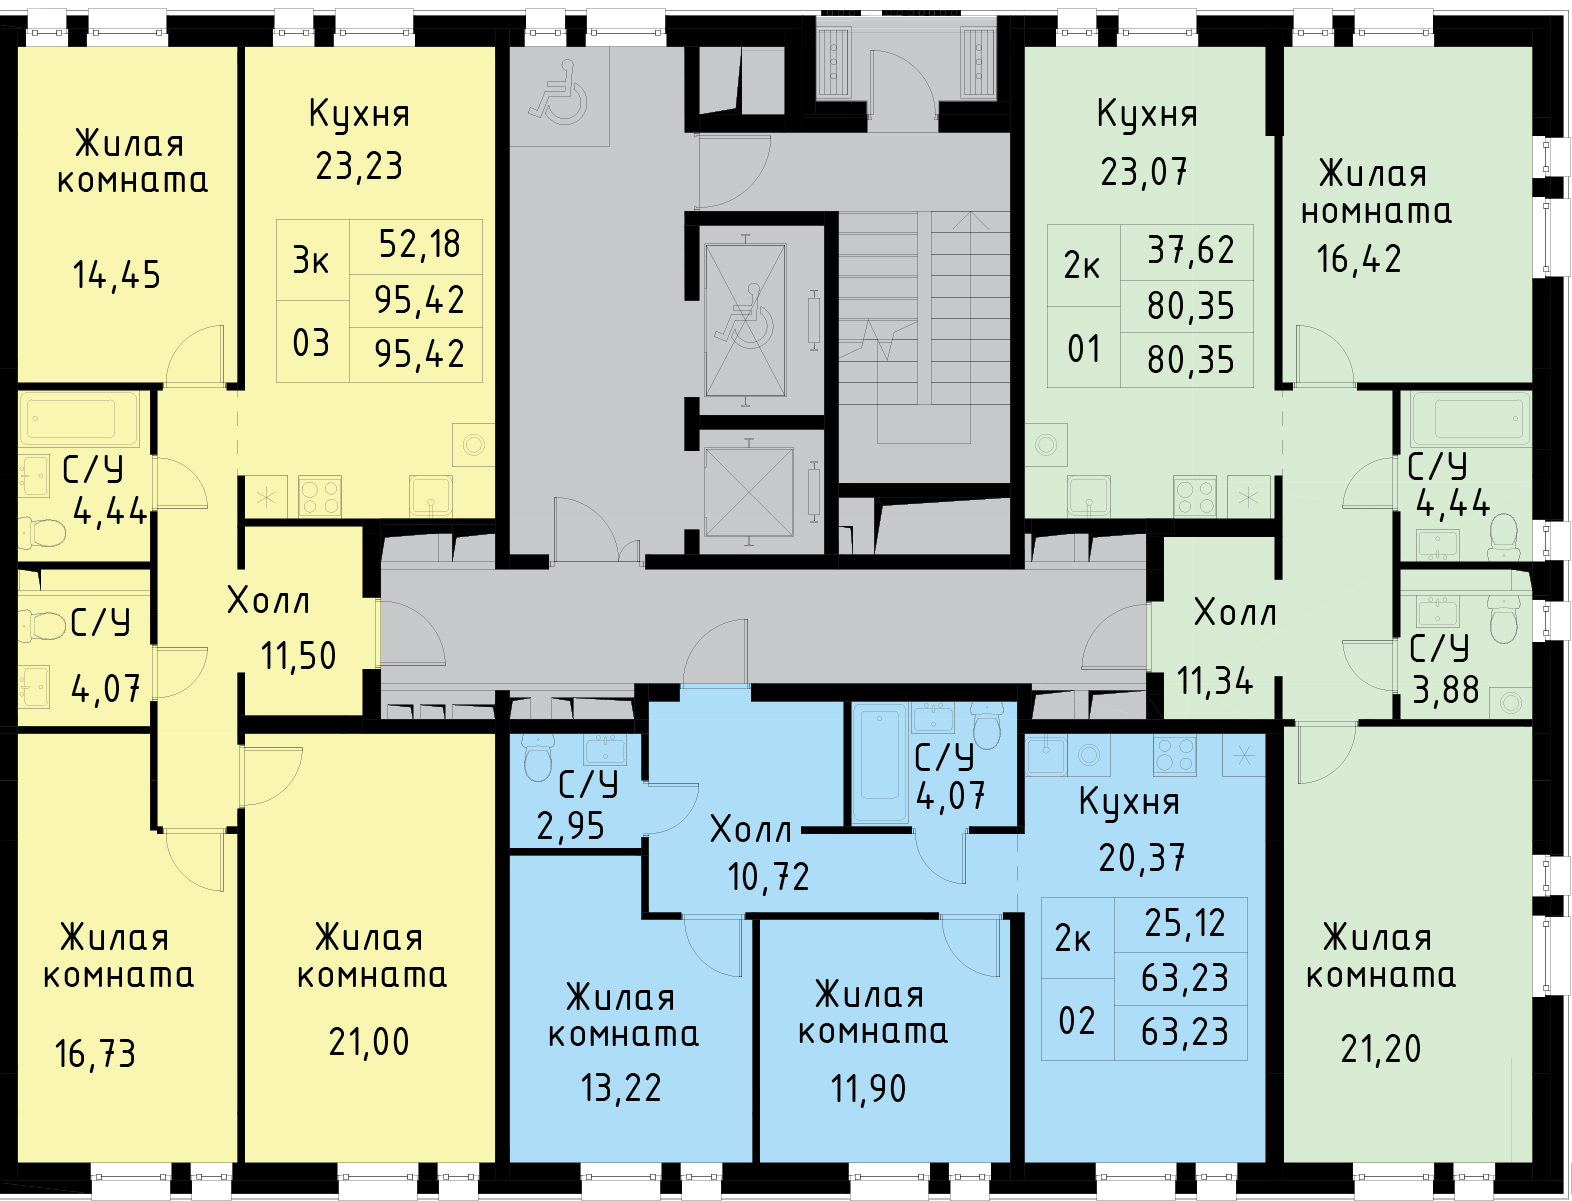 Жилая
комната
14,45
Кухня
23,23
3к
03
52,18
95,42
95,42
С/У
4,44
С/У
4,07
Холл
11,50
Жилая
комната
16,73
Жилая
комната
21,00
Кухня
23,07
2к
01
37,62
80,35
80,35
Жилая
номната
16,42
С/У
4,44
С/У
3,88
Холл
11,34
Жилая
комната
21,20
С/У
2,95
Холл
10,72
С/У
4,07
Кухня
20,37
2к
02
25,12
63,23
63,23
Жилая
комната
13,22
Жилая
комната
11,90